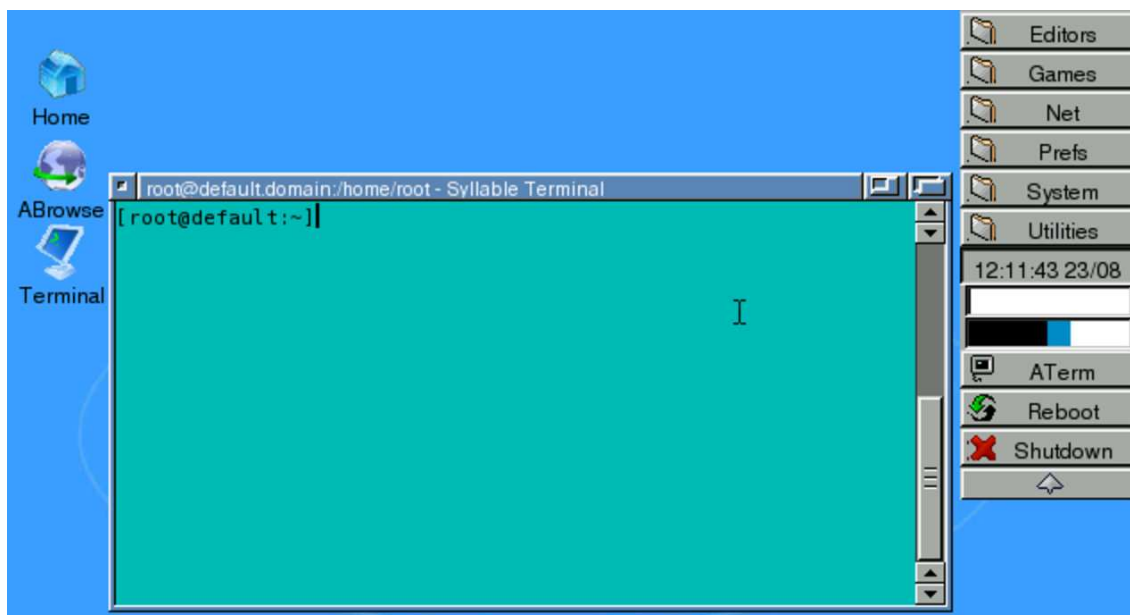 Home
ABrowse
Terminal
root@default.domain:/home/root - Syllable Terminal
[root@default:~]
Editors
Games
Net
Prefs
System
Utilities
12:11:43 23/08
ATerm
Reboot
Shutdown